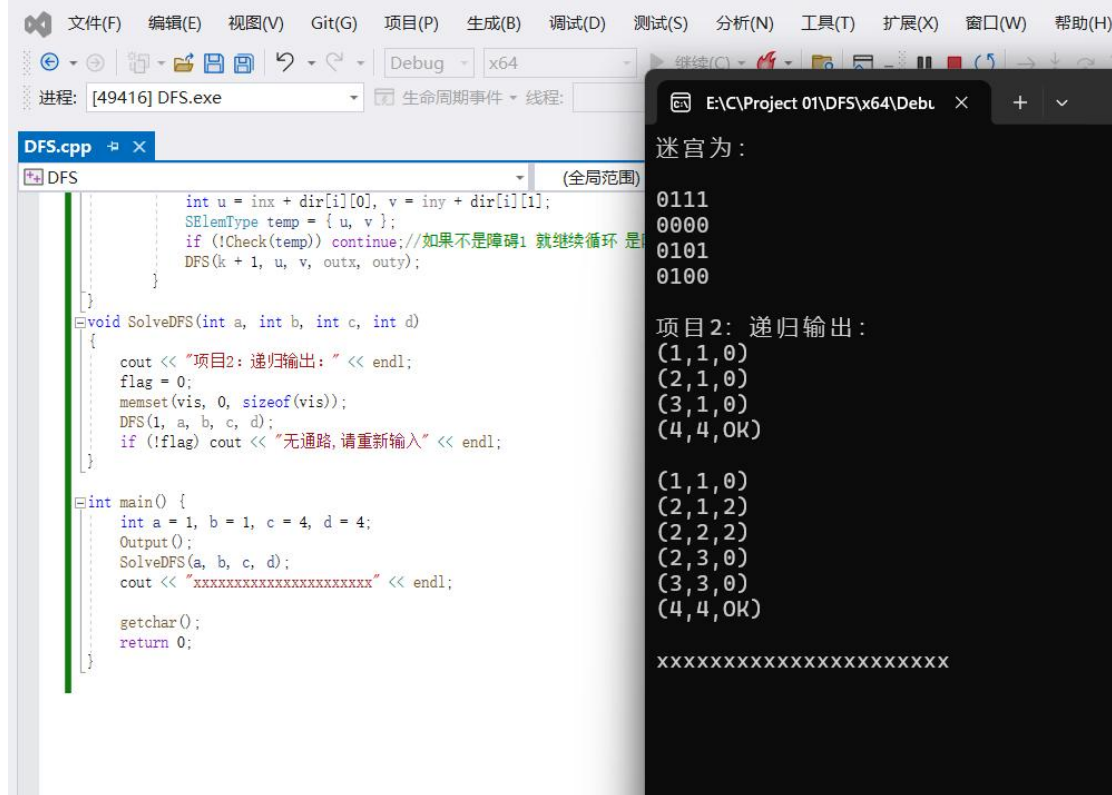 文件(F) 编辑(E) 视图(V) Git(G) 项目(P) 生成(B) 调试(D) 测试(S) 分析(N) 工具(T) 扩展(X) 窗口(W) 帮助(H)
Debug x64 继续(C)
进程: [49416] DFS.exe 生命周期事件 线程:
DFS.cpp
DFS (全局范围)
int u = inx + dir[i][0], v = iny + dir[i][1];
SElemType temp = { u, v };
if (!Check(temp)) continue;//如果不是障碍1 就继续循环 是
DFS(k + 1, u, v, outx, outy);
}
}
void SolveDFS(int a, int b, int c, int d)
{
cout << "项目2：递归输出：" << endl;
flag = 0;
memset(vis, 0, sizeof(vis));
DFS(1, a, b, c, d);
if (!flag) cout << "无通路,请重新输入" << endl;
}
int main() {
int a = 1, b = 1, c = 4, d = 4;
Output();
SolveDFS(a, b, c, d);
cout << "xxxxxxxxxxxxxxxxxxxxxx" << endl;
getchar();
return 0;
}
E:\C\Project 01\DFS\x64\Debu
迷宫为：
0111
0000
0101
0100
项目2：递归输出：
(1,1,0)
(2,1,0)
(3,1,0)
(4,4,OK)
(1,1,0)
(2,1,2)
(2,2,2)
(2,3,0)
(3,3,0)
(4,4,OK)
xxxxxxxxxxxxxxxxxxxxxx